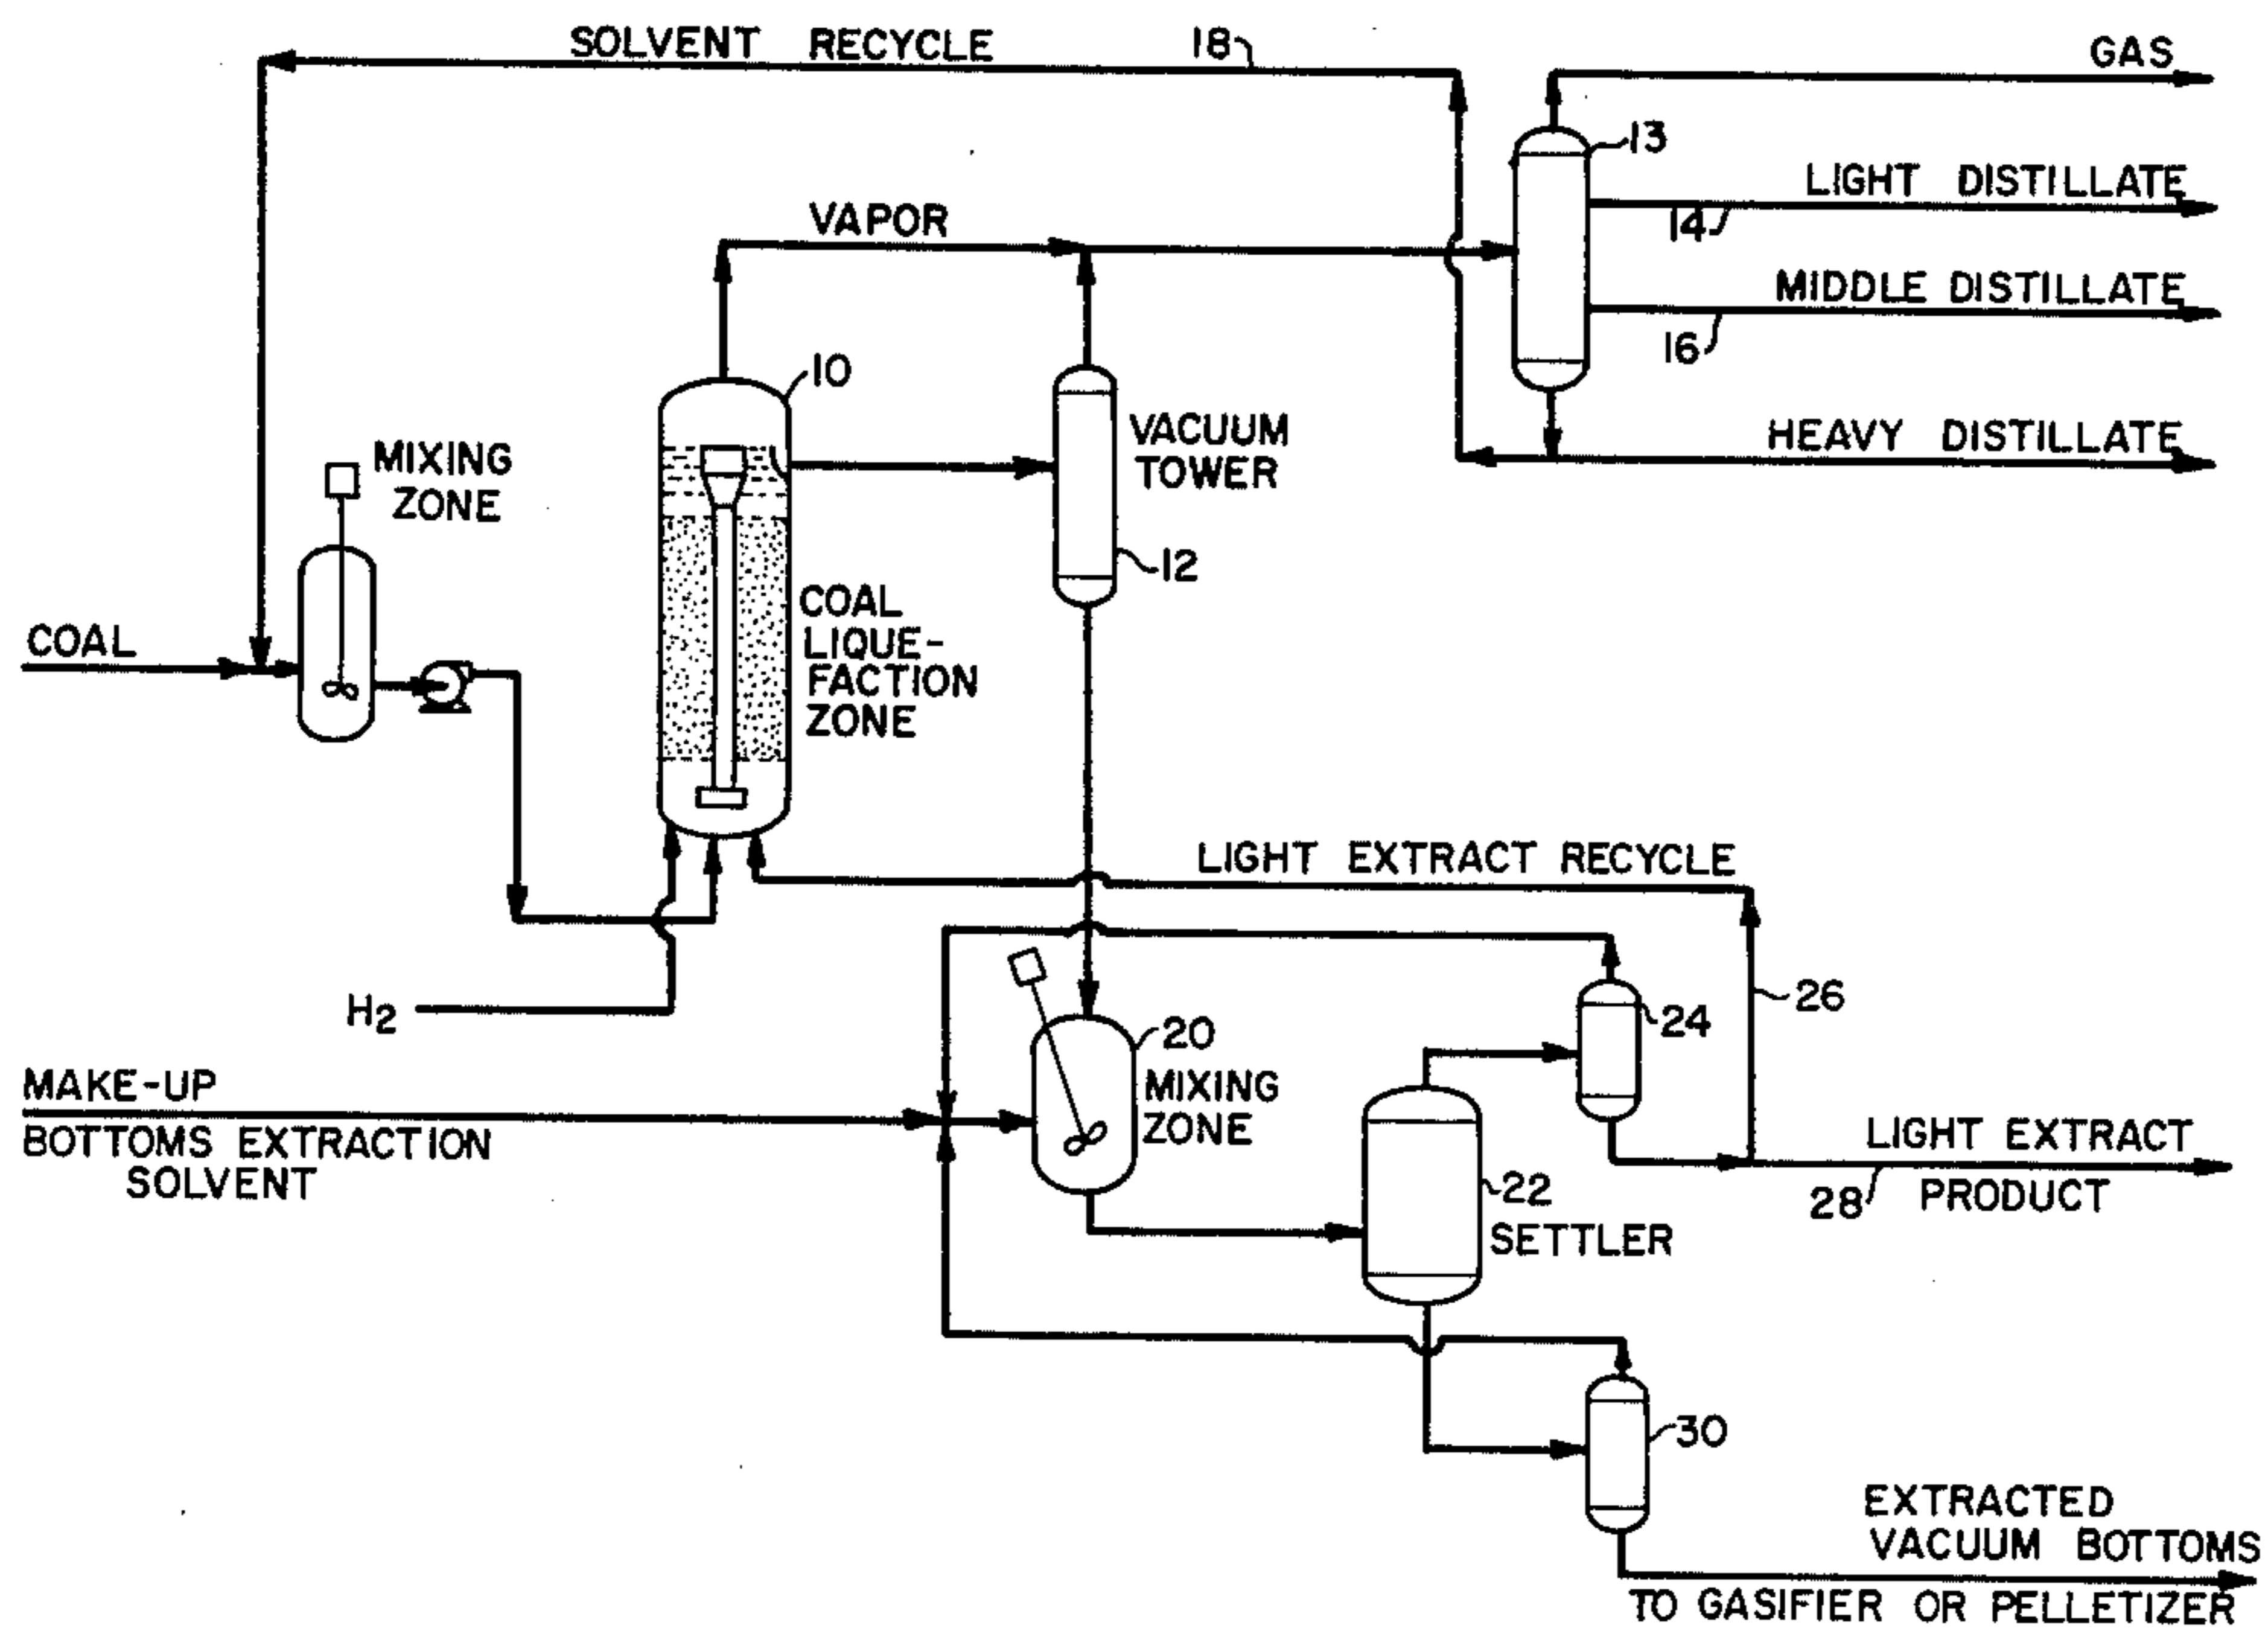 SOLVENT RECYCLE
18
GAS
13
LIGHT DISTILLATE
14
VAPOR
MIDDLE DISTILLATE
16
10
HEAVY DISTILLATE
VACUUM
TOWER
MIXING
ZONE
12
COAL
LIQUE-
FACTION
ZONE
COAL
LIGHT EXTRACT RECYCLE
H2
26
24
20
MIXING
ZONE
MAKE-UP
BOTTOMS EXTRACTION
SOLVENT
LIGHT EXTRACT
28
PRODUCT
22
SETTLER
30
EXTRACTED
VACUUM BOTTOMS
TO GASIFIER OR PELLETIZER